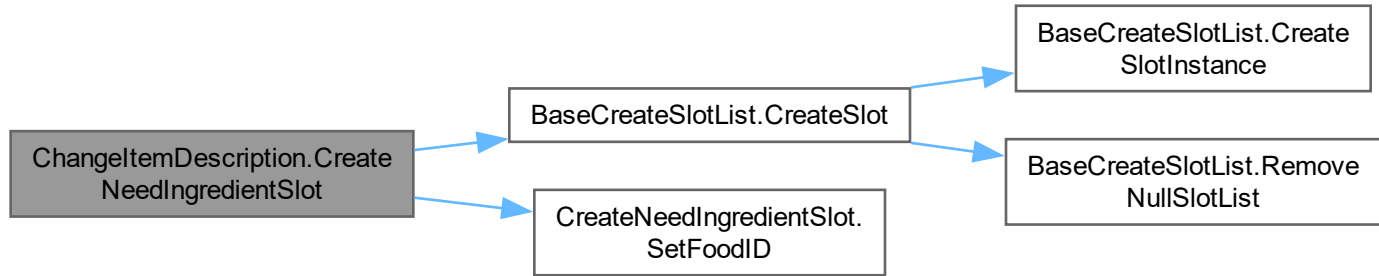 ChangeItemDescription.Create
NeedIngredientSlot
BaseCreateSlotList.CreateSlot
CreateNeedIngredientSlot.
SetFoodID
BaseCreateSlotList.Create
SlotInstance
BaseCreateSlotList.Remove
NullSlotList